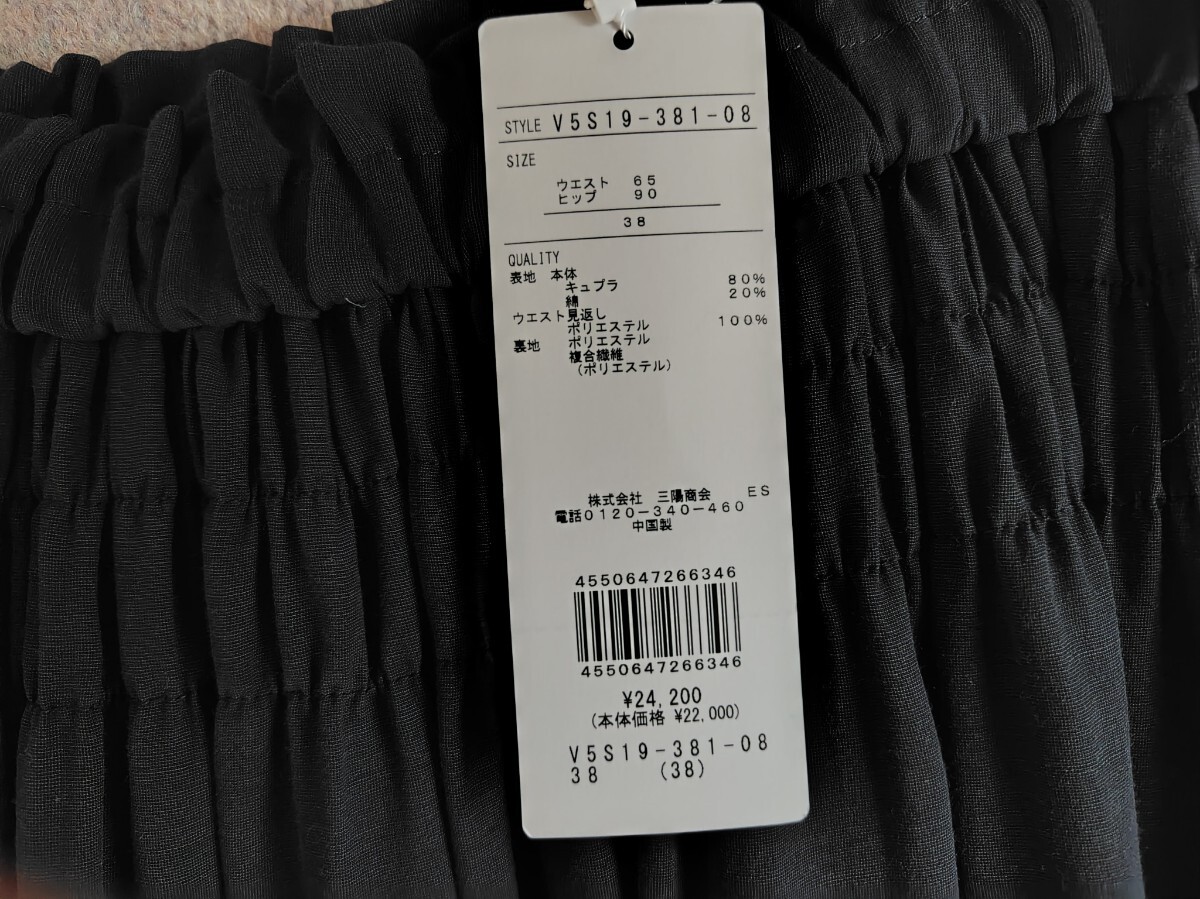 STYLE V5S19-381-08
SIZE
ウエスト 65
ヒップ 90
38
QUALITY
表地 本体
キュプラ 80%
綿 20%
ウエスト見返し
ポリエステル 100%
裏地 ポリエステル
複合繊維
(ポリエステル)
株式会社 三陽商会 ES
電話0120-340-460
中国製
4550647266346
4550647266346
¥24,200
(本体価格 ¥22,000)
V5S19-381-08
38 (38)